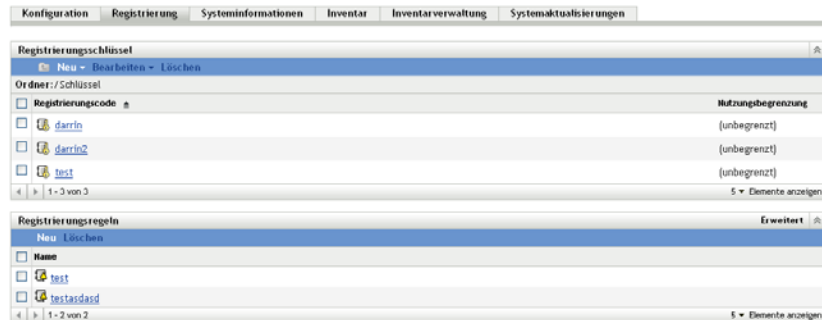 Konfiguration Registrierung Systeminformationen Inventar Inventarverwaltung Systemaktualisierungen
Registrierungsschlüssel
Neu Bearbeiten Löschen
Ordner:/Schlüssel
Registrierungscode Nutzungsbegrenzung
darrin (unbegrenzt)
darrin2 (unbegrenzt)
test (unbegrenzt)
1 - 3 von 3 5 Elemente anzeigen
Registrierungsregeln Erweitert
Neu Löschen
Name
test
testasdasd
1 - 2 von 2 5 Elemente anzeigen